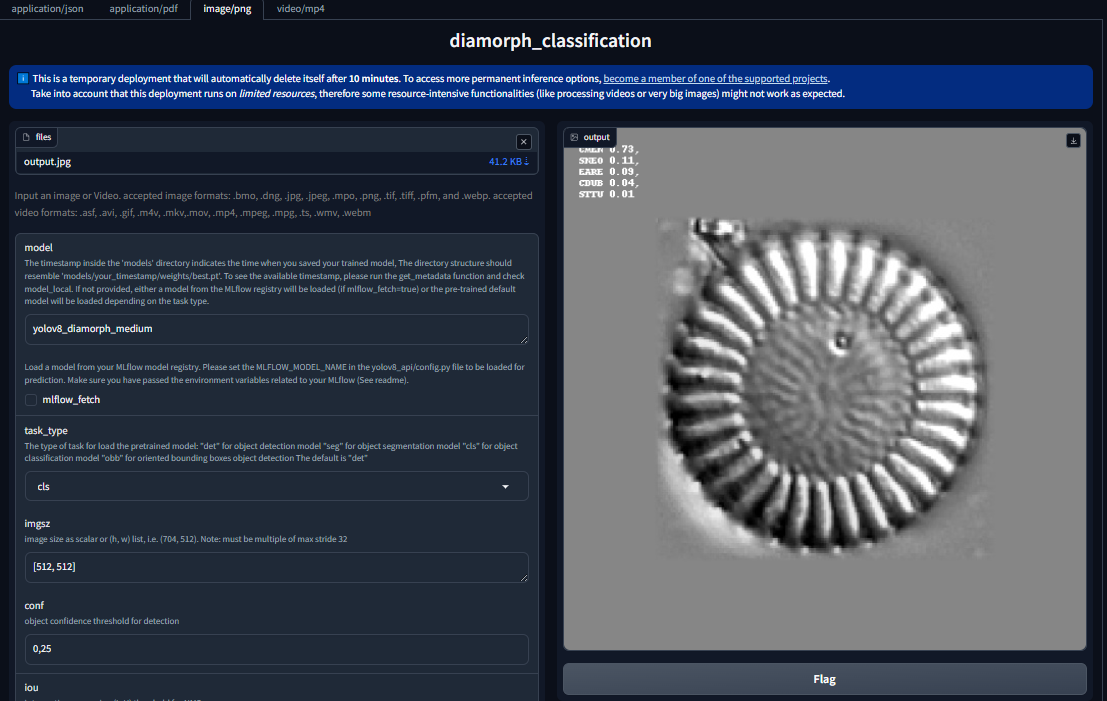 application/json application/pdf image/png video/mp4
diamorph_classification
i This is a temporary deployment that will automatically delete itself after 10 minutes. To access more permanent inference options, become a member of one of the supported projects.
Take into account that this deployment runs on limited resources, therefore some resource-intensive functionalities (like processing videos or very big images) might not work as expected.
files
output.jpg 41.2 KB ↓
Input an image or Video. accepted image formats: .bmo, .dng, .jpg, .jpeg, .mpo, .png, .tif, .tiff, .pfm, and .webp. accepted
video formats: .asf, .avi, .gif, .m4v, .mkv,.mov, .mp4, .mpeg, .mpg, .ts, .wmv, .webm
model
The timestamp inside the 'models' directory indicates the time when you saved your trained model, The directory structure should
resemble 'models/your_timestamp/weights/best.pt'. To see the available timestamp, please run the get_metadata function and check
model_local. If not provided, either a model from the MLflow registry will be loaded (if mlflow_fetch=true) or the pre-trained default
model will be loaded depending on the task type.
yolov8_diamorph_medium
Load a model from your MLflow model registry. Please set the MLFLOW_MODEL_NAME in the yolov8_api/config.py file to be loaded for
prediction. Make sure you have passed the environment variables related to your MLflow (See readme).
mlflow_fetch
task_type
The type of task for load the pretrained model: "det" for object detection model "seg" for object segmentation model "cls" for object
classification model "obb" for oriented bounding boxes object detection The default is "det"
cls
imgsz
image size as scalar or (h, w) list, i.e. (704, 512). Note: must be multiple of max stride 32
[512, 512]
conf
object confidence threshold for detection
0,25
iou
output
0.73,
SNEO 0.11,
EARE 0.09,
CDUB 0.04,
STTU 0.01
Flag